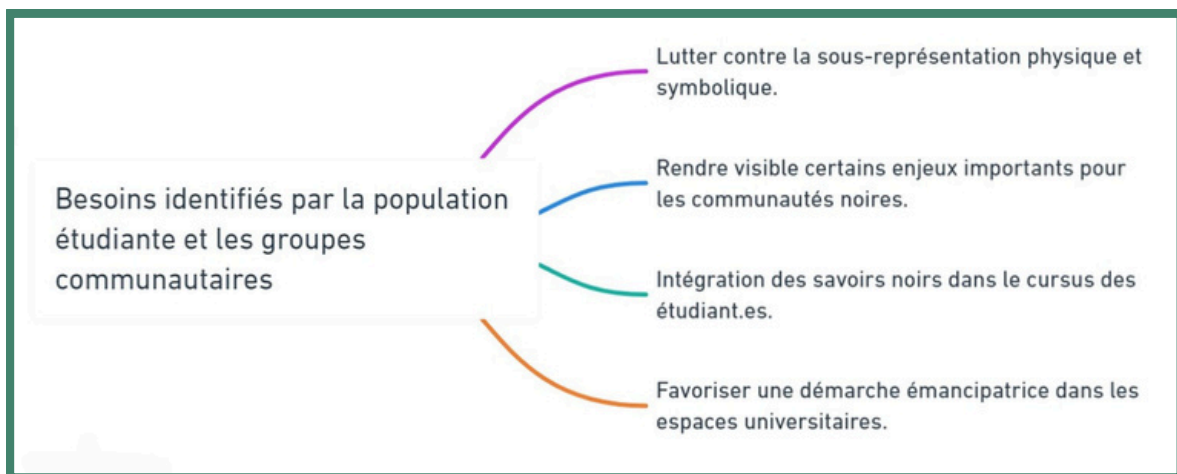 Besoins identifiés par la population
étudiante et les groupes
communautaires
Lutter contre la sous-représentation physique et
symbolique.
Rendre visible certains enjeux importants pour
les communautés noires.
Intégration des savoirs noirs dans le cursus des
étudiant.es.
Favoriser une démarche émancipatrice dans les
espaces universitaires.